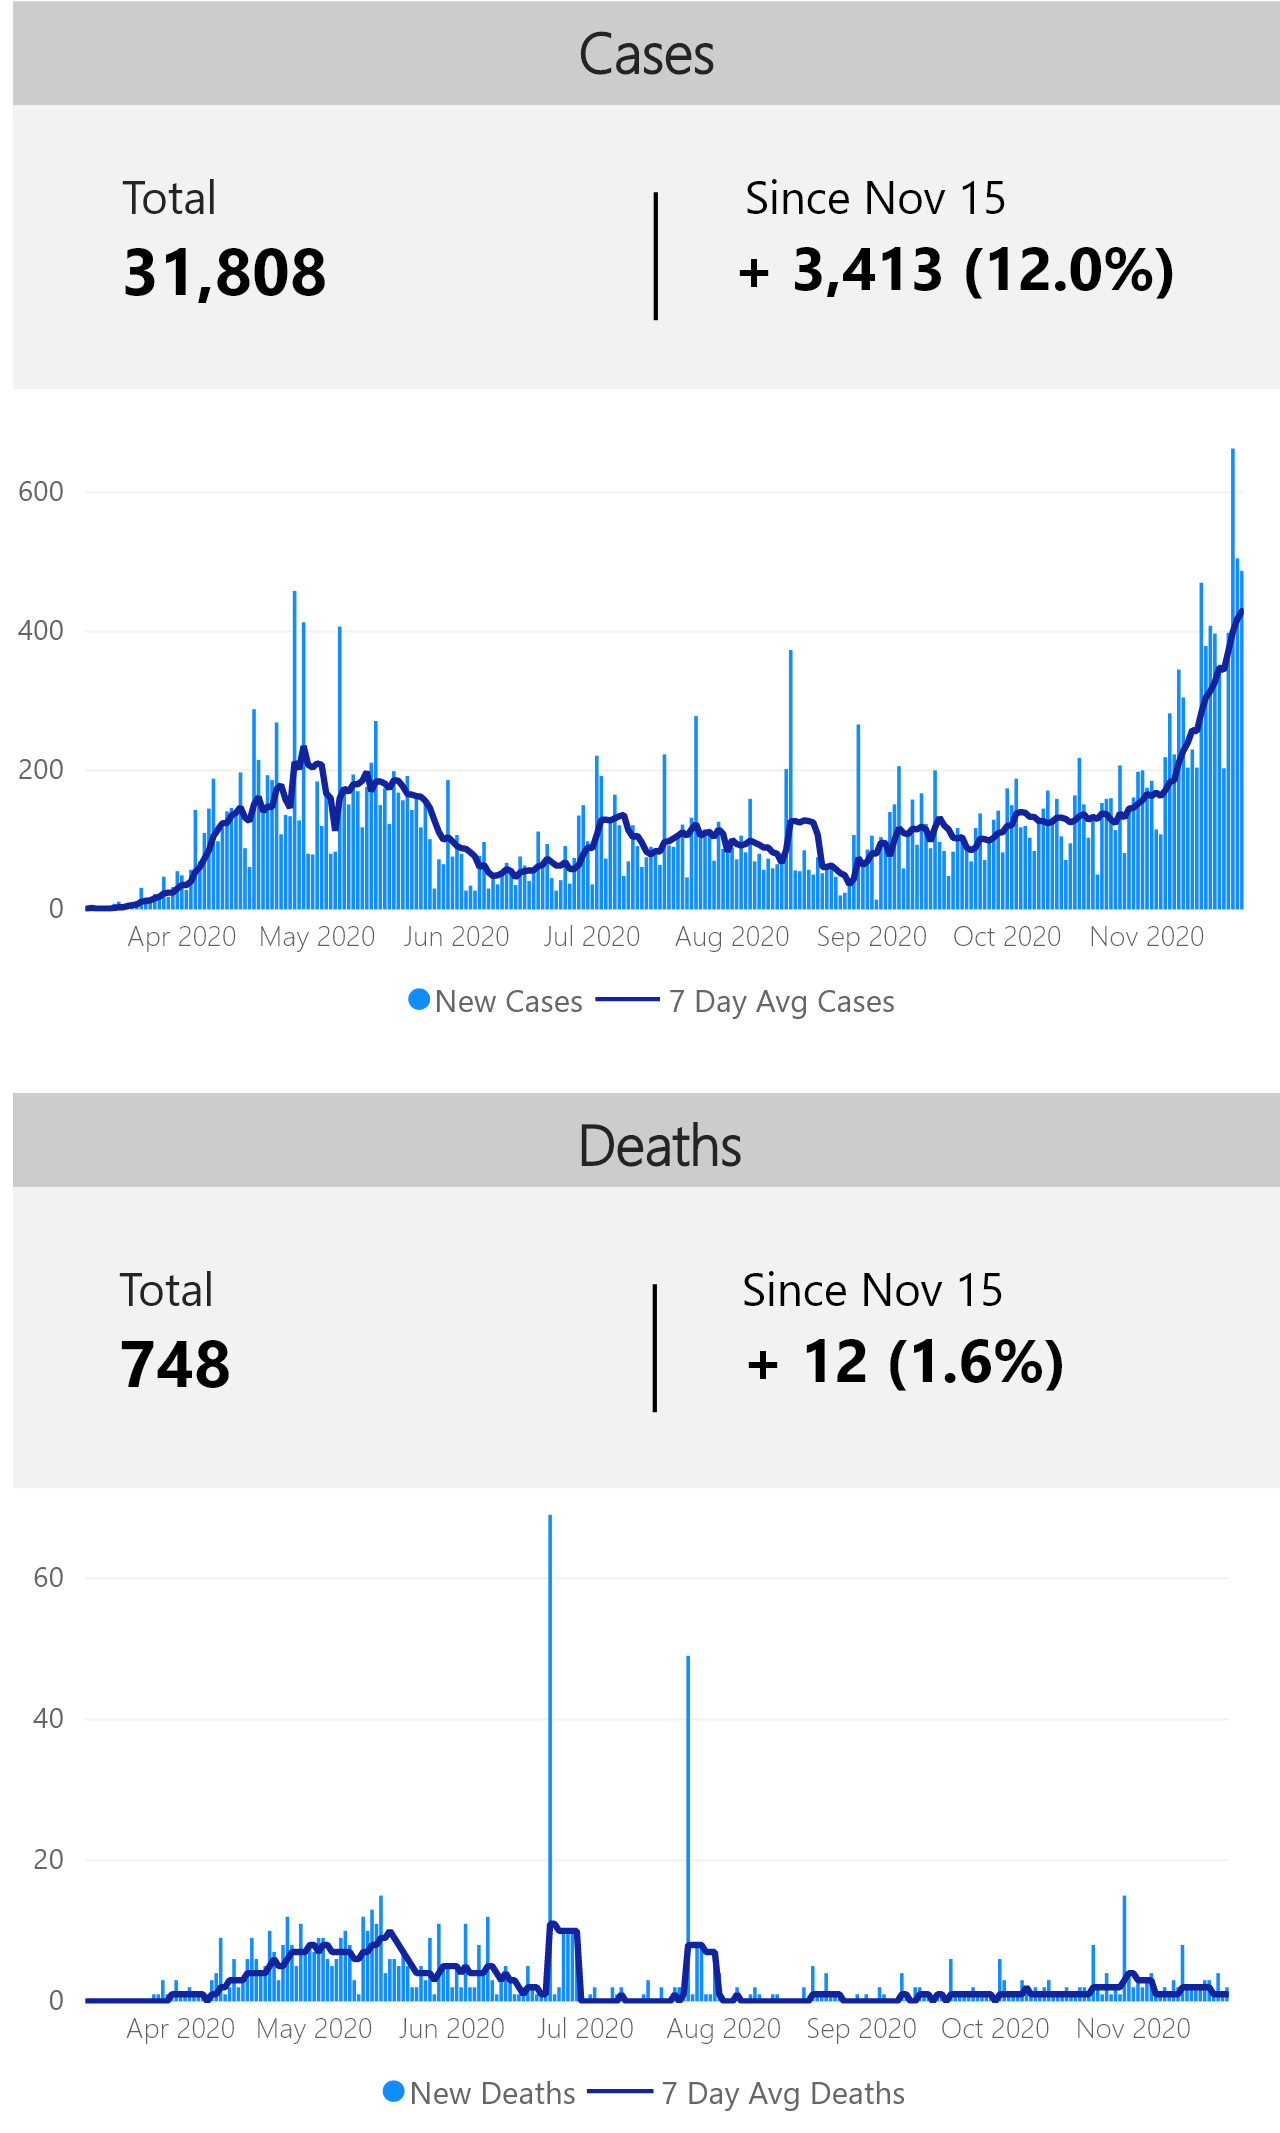 Cases
Total
Since Nov 15
31,808
+ 3,413 (12.0%)
600
400
200
0
Apr 2020 May 2020 Jun 2020 Jul 2020 Aug 2020 Sep 2020 Oct 2020 Nov 2020
New Cases 7 Day Avg Cases
Deaths
Total
Since Nov 15
748
+ 12 (1.6%)
60
40
20
0
Apr 2020 May 2020 Jun 2020 Jul 2020 Aug 2020 Sep 2020 Oct 2020 Nov 2020
New Deaths 7 Day Avg Deaths